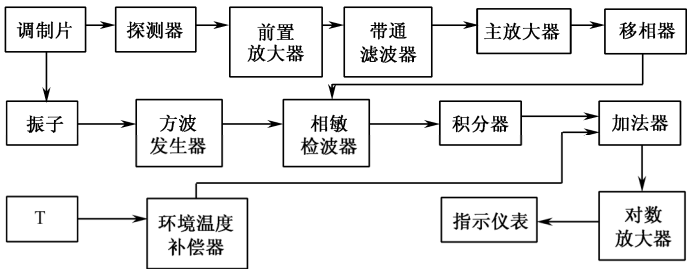 调制片
探测器
前置
放大器
带通
滤波器
主放大器
移相器
振子
方波
发生器
相敏
检波器
积分器
加法器
T
环境温度
补偿器
指示仪表
对数
放大器